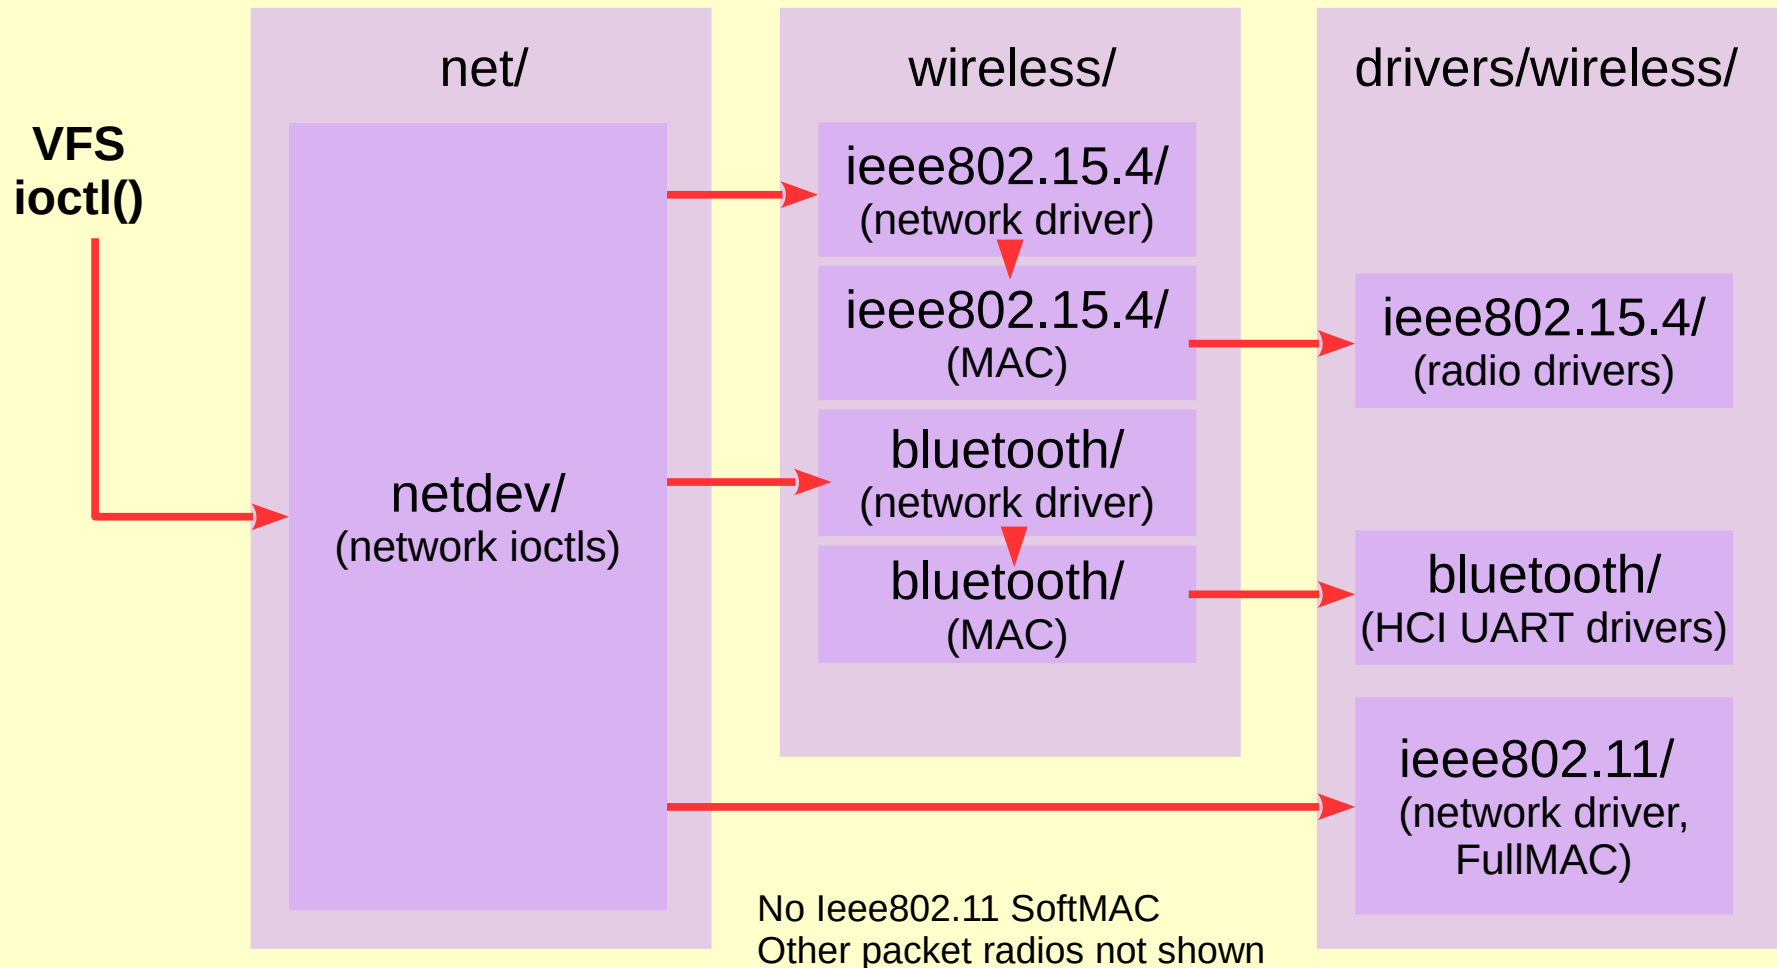 VFS
ioctl()
net/
netdev/
(network ioctls)
wireless/
ieee802.15.4/
(network driver)
ieee802.15.4/
(MAC)
bluetooth/
(network driver)
bluetooth/
(MAC)
drivers/wireless/
ieee802.15.4/
(radio drivers)
bluetooth/
(HCI UART drivers)
ieee802.11/
(network driver,
FullMAC)
No Ieee802.11 SoftMAC
Other packet radios not shown